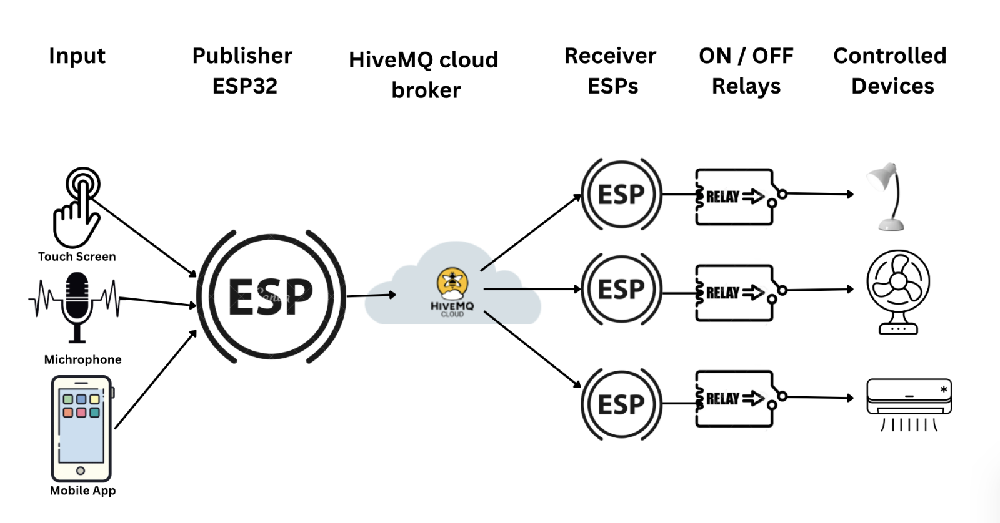 Input
Publisher
ESP32
HiveMQ cloud
broker
Receiver
ESPs
ON / OFF
Relays
Controlled
Devices
Touch Screen
Michrophone
Mobile App
ESP
Canva
HIVEMQ
CLOUD
ESP
RELAY
ESP
RELAY
ESP
RELAY